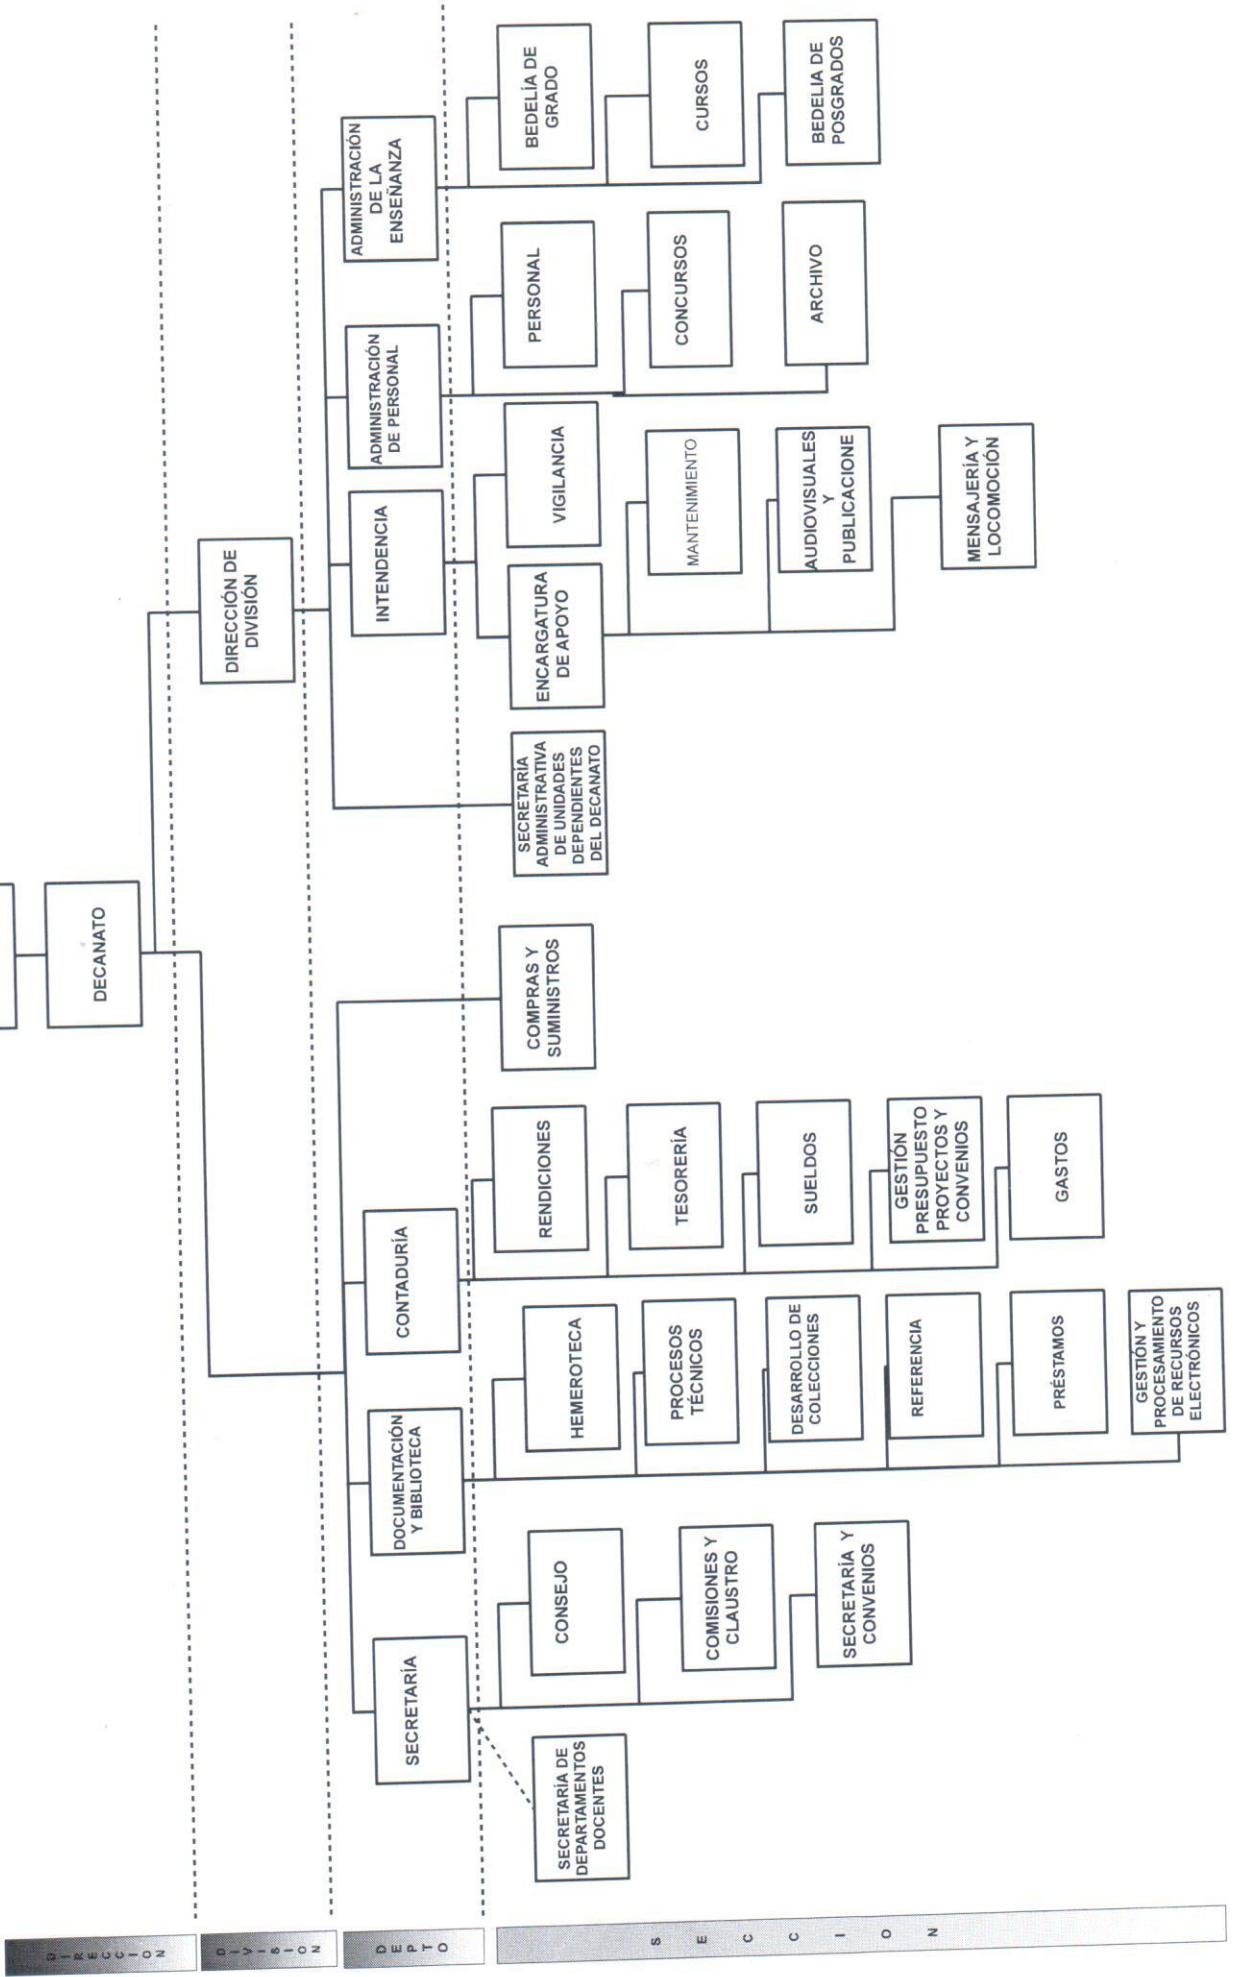 DIRECCION
DIVISION
DEPTO
SECCION
DECANATO
DIRECCIÓN DE
DIVISIÓN
SECRETARÍA
DOCUMENTACIÓN
Y BIBLIOTECA
CONTADURÍA
INTENDENCIA
ADMINISTRACIÓN
DE PERSONAL
ADMINISTRACIÓN
DE LA
ENSEÑANZA
SECRETARÍA DE
DEPARTAMENTOS
DOCENTES
CONSEJO
COMISIONES Y
CLAUSTRO
SECRETARÍA Y
CONVENIOS
HEMEROTECA
PROCESOS
TÉCNICOS
DESARROLLO DE
COLECCIONES
REFERENCIA
PRÉSTAMOS
GESTIÓN Y
PROCESAMIENTO
DE RECURSOS
ELECTRÓNICOS
RENDICIONES
TESORERÍA
SUELDOS
GESTIÓN
PRESUPUESTO
PROYECTOS Y
CONVENIOS
GASTOS
COMPRAS Y
SUMINISTROS
SECRETARÍA
ADMINISTRATIVA
DE UNIDADES
DEPENDIENTES
DEL DECANATO
ENCARGATURA
DE APOYO
VIGILANCIA
MANTENIMIENTO
AUDIOVISUALES
Y
PUBLICACIONE
MENSAJERÍA Y
LOCOMOCIÓN
PERSONAL
CONCURSOS
ARCHIVO
BEDELÍA DE
GRADO
CURSOS
BEDELIA DE
POSGRADOS